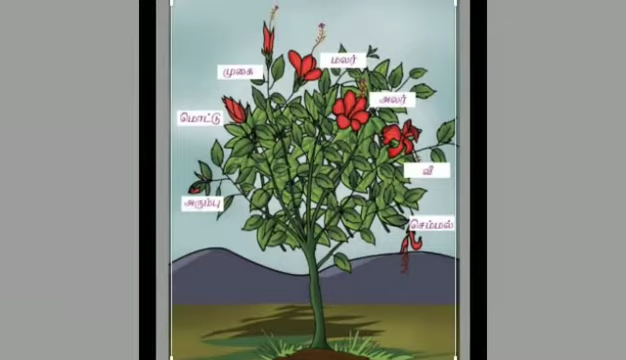 மலர்
முகை
அலர்
மொட்டு
வீ
அரும்பு
செம்மல்